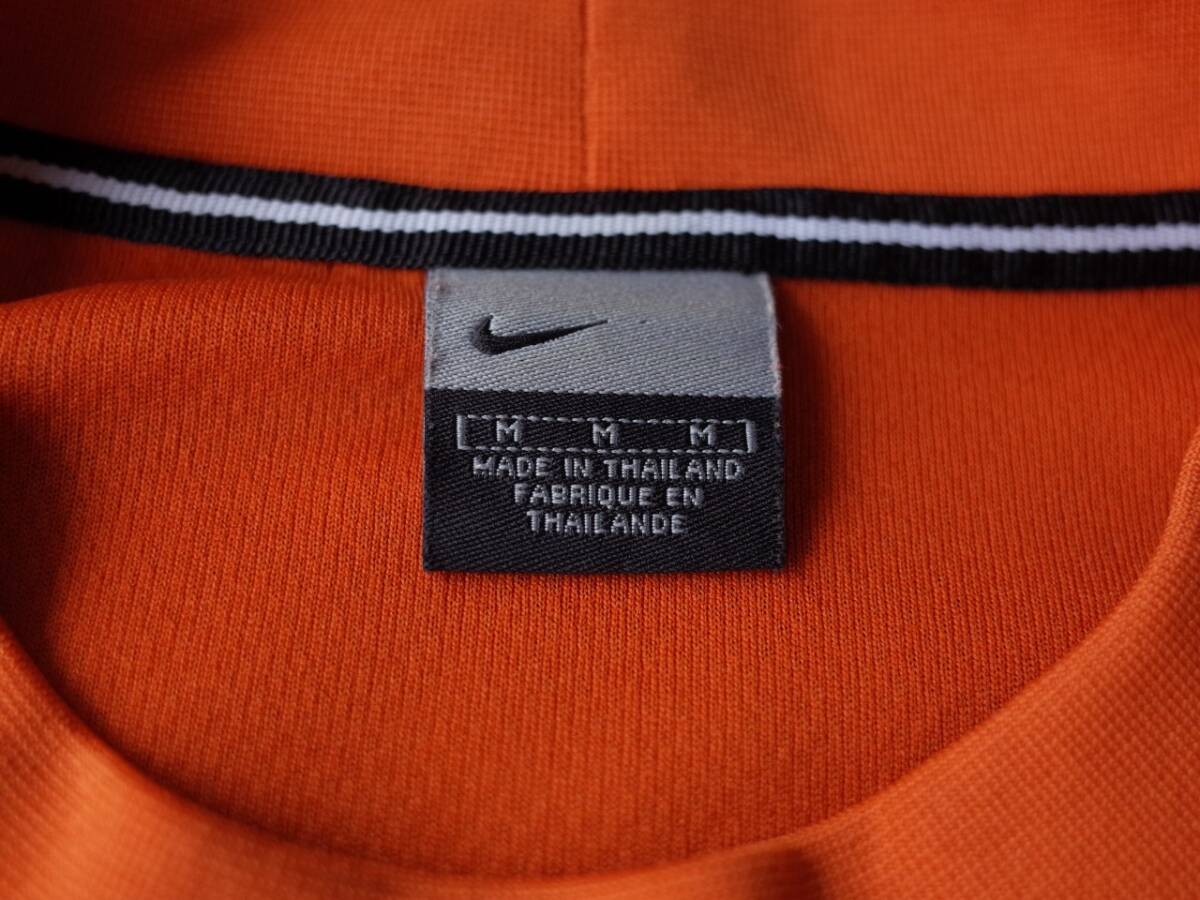 M M M
MADE IN THAILAND
FABRIQUE EN
THAILANDE